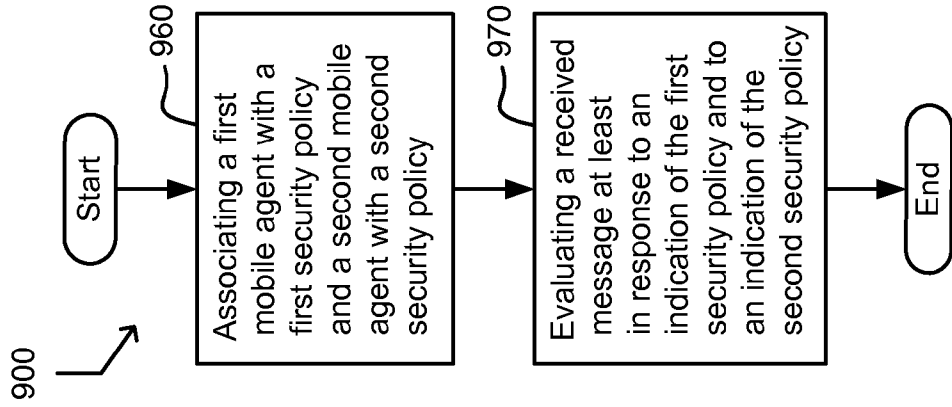 900
Start
960
Associating a first
mobile agent with a
first security policy
and a second mobile
agent with a second
security policy
970
Evaluating a received
message at least
in response to an
indication of the first
security policy and to
an indication of the
second security policy
End